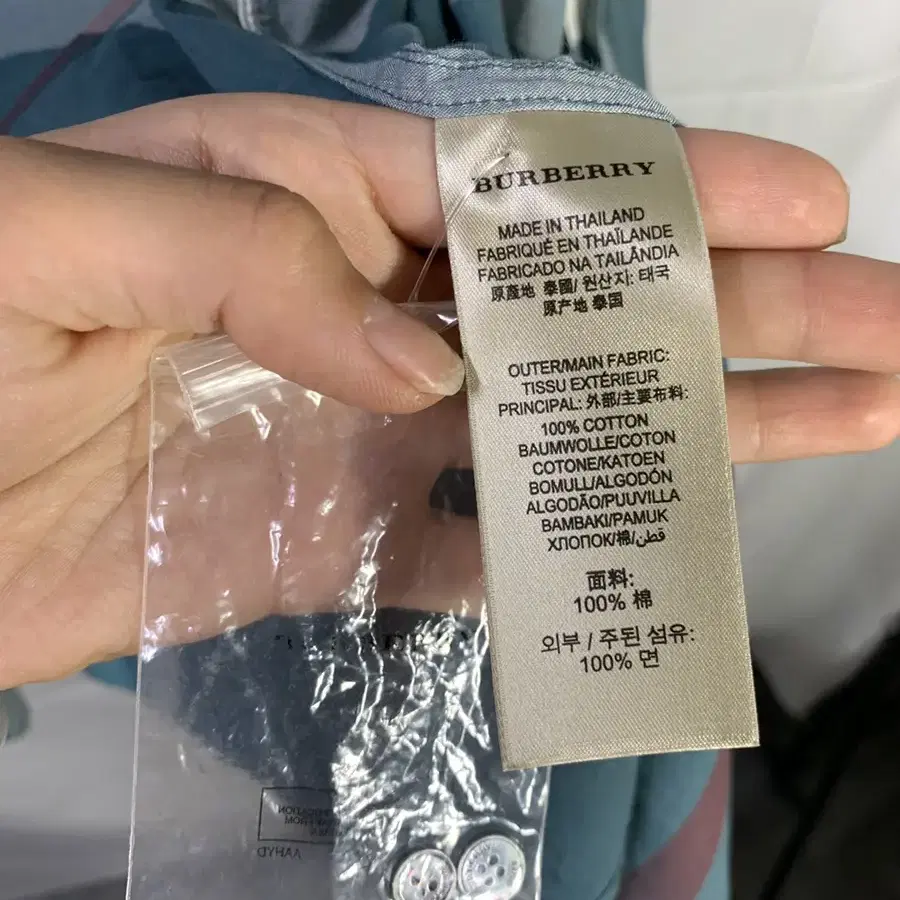 BURBERRY
MADE IN THAILAND
FABRIQUÉ EN THAÏLANDE
FABRICADO NA TAILÂNDIA
原產地 泰國/ 원산지: 태국
原产地 泰国
OUTER/MAIN FABRIC:
TISSU EXTÉRIEUR
PRINCIPAL: 外部/主要布料:
100% COTTON
BAUMWOLLE/COTON
COTONE/KATOEN
BOMULL/ALGODÓN
ALGODÃO/PUUVILLA
BAMBAKI/PAMUK
ХЛОПОК/棉/قطن
面料:
100% 棉
외부 / 주된 섬유:
100% 면